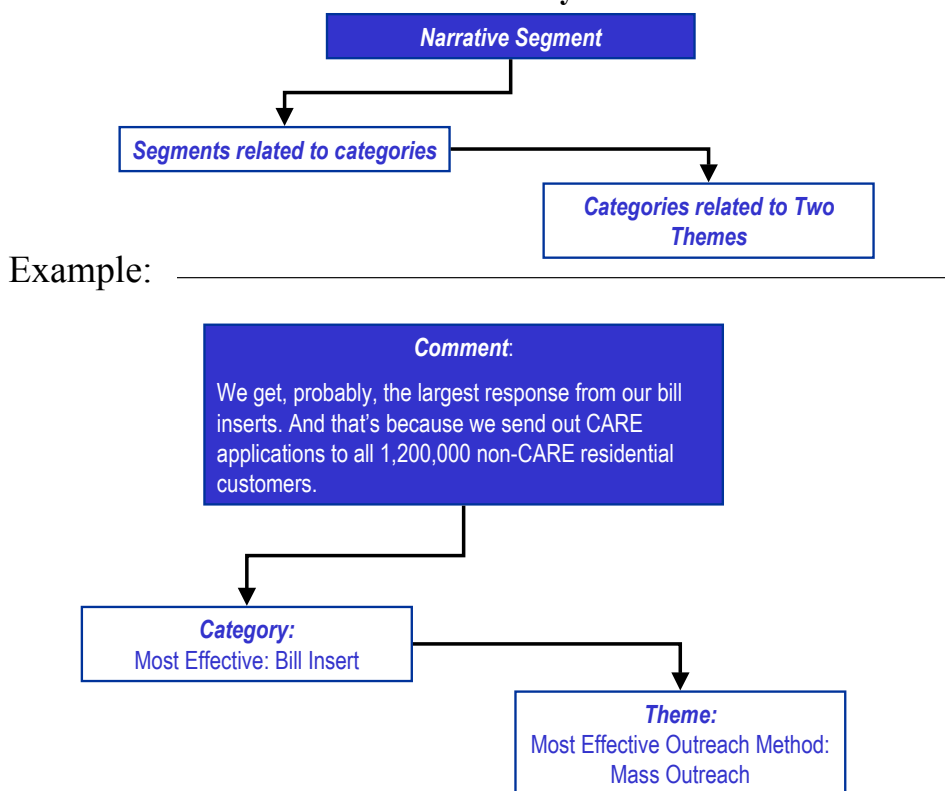 Narrative Segment
Segments related to categories
Categories related to Two
Themes
Example:
Comment:
We get, probably, the largest response from our bill
inserts. And that’s because we send out CARE
applications to all 1,200,000 non-CARE residential
customers.
Category:
Most Effective: Bill Insert
Theme:
Most Effective Outreach Method:
Mass Outreach